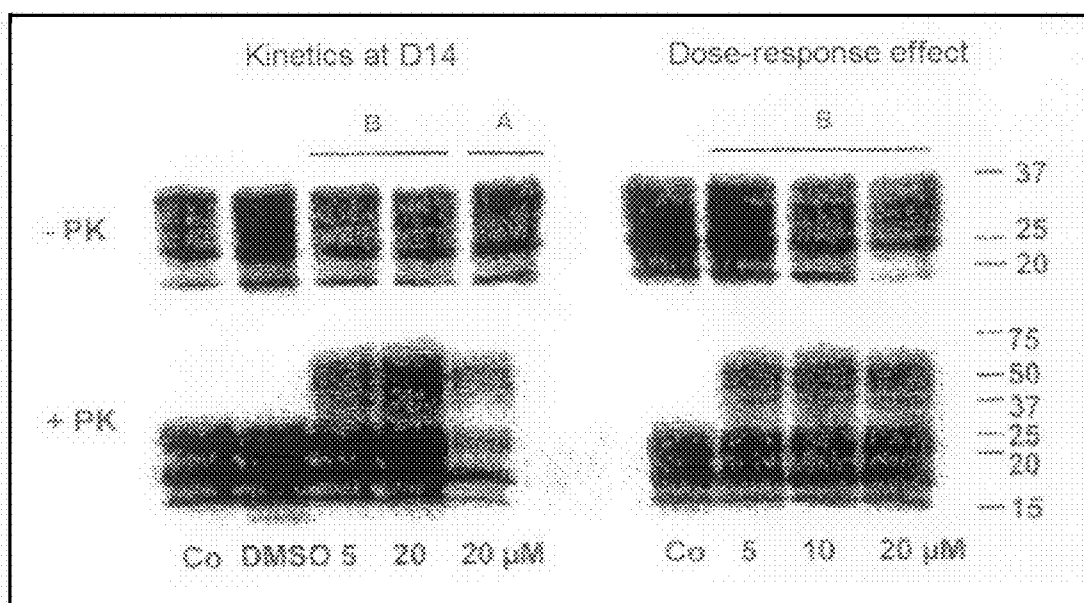 Kinetics at D14 Dose-response effect
B A B
- PK
37
25
20
+ PK
75
50
37
25
20
15
Co DMSO 5 20 20 µM Co 5 10 20 µM